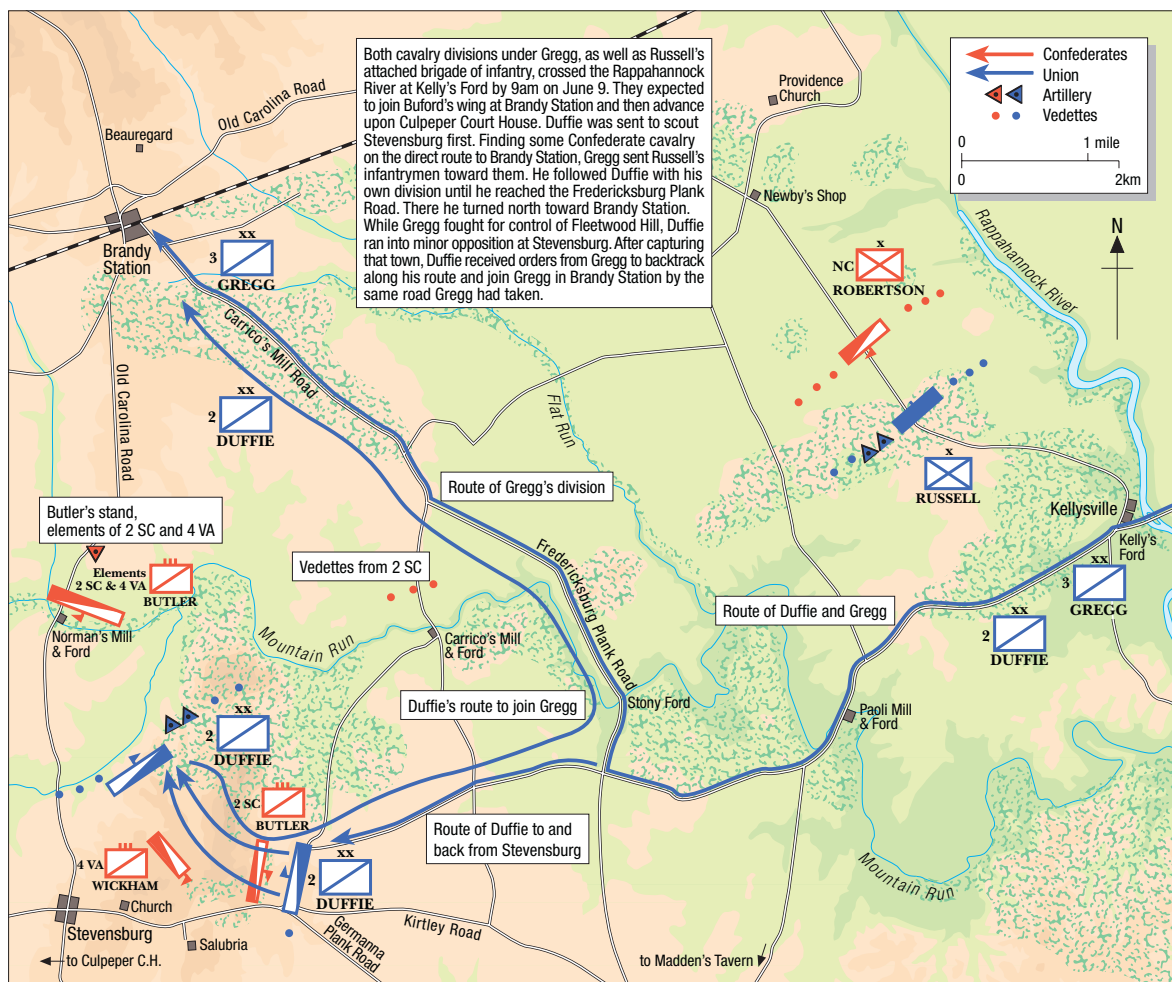 Both cavalry divisions under Gregg, as well as Russell's
attached brigade of infantry, crossed the Rappahannock
River at Kelly's Ford by 9am on June 9. They expected
to join Buford's wing at Brandy Station and then advance
upon Culpeper Court House. Duffie was sent to scout
Stevensburg first. Finding some Confederate cavalry
on the direct route to Brandy Station, Gregg sent Russell's
infantrymen toward them. He followed Duffie with his
own division until he reached the Fredericksburg Plank
Road. There he turned north toward Brandy Station.
While Gregg fought for control of Fleetwood Hill, Duffie
ran into minor opposition at Stevensburg. After capturing
that town, Duffie received orders from Gregg to backtrack
along his route and join Gregg in Brandy Station by the
same road Gregg had taken.
Confederates
Union
Artillery
Vedettes
0 1 mile
0 2km
N
Providence
Church
Old Carolina Road
Beauregard
Newby's Shop
Rappahannock River
Brandy
Station
xx
3
GREGG
x
NC
ROBERTSON
Carrico's Mill Road
Old Carolina Road
xx
2
DUFFIE
Flat Run
x
RUSSELL
Route of Gregg's division
Kellysville
Kelly's
Ford
Butler's stand,
elements of 2 SC and 4 VA
Elements
2 SC & 4 VA
BUTLER
Vedettes from 2 SC
Fredericksburg Plank Road
xx
3
GREGG
Route of Duffie and Gregg
xx
2
DUFFIE
Norman's Mill
& Ford
Mountain Run
Carrico's Mill
& Ford
Duffie's route to join Gregg
Stony Ford
Paoli Mill
& Ford
xx
2
DUFFIE
2 SC
BUTLER
Route of Duffie to and
back from Stevensburg
4 VA
WICKHAM
xx
2
DUFFIE
Mountain Run
Church
Stevensburg
Salubria
Germanna
Plank Road
Kirtley Road
to Culpeper C.H.
to Madden's Tavern